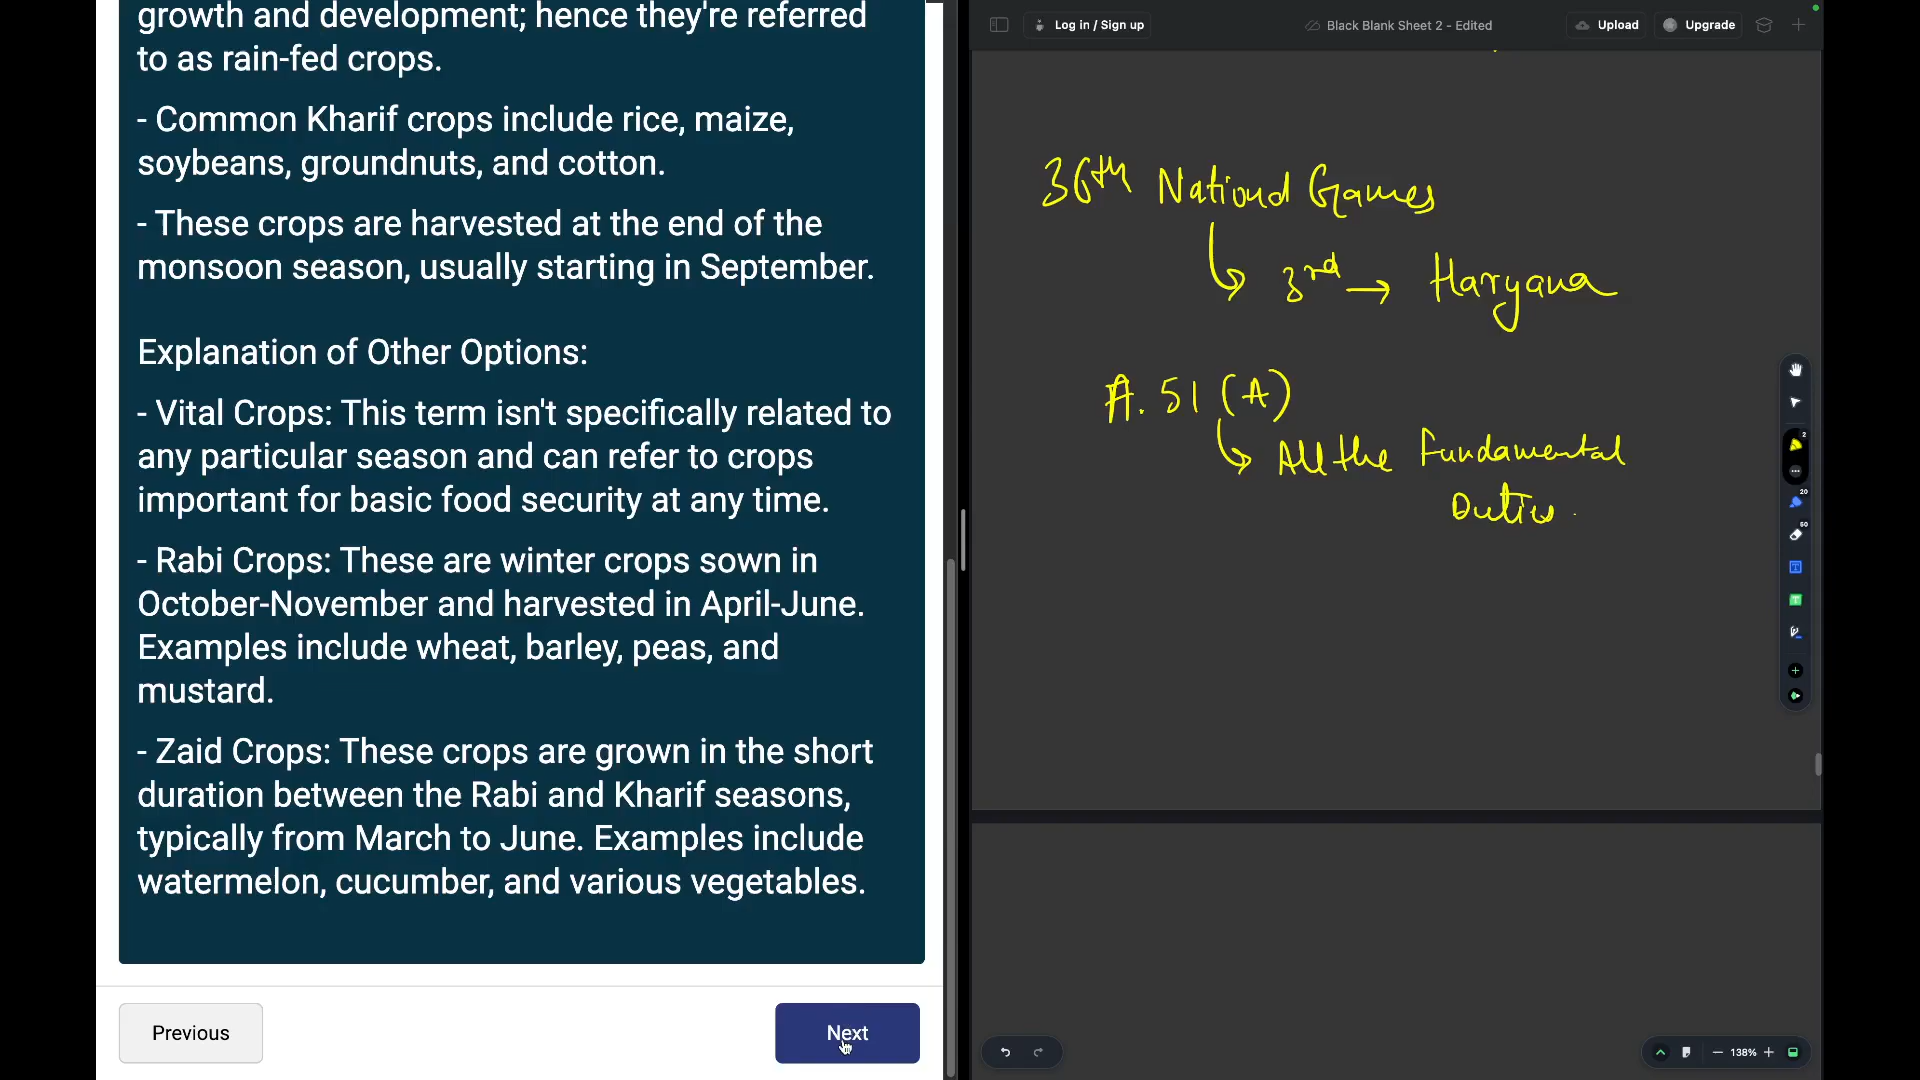 growth and development; hence they're referred
to as rain-fed crops.
- Common Kharif crops include rice, maize,
soybeans, groundnuts, and cotton.
- These crops are harvested at the end of the
monsoon season, usually starting in September.
Explanation of Other Options:
- Vital Crops: This term isn't specifically related to
any particular season and can refer to crops
important for basic food security at any time.
- Rabi Crops: These are winter crops sown in
October-November and harvested in April-June.
Examples include wheat, barley, peas, and
mustard.
- Zaid Crops: These crops are grown in the short
duration between the Rabi and Kharif seasons,
typically from March to June. Examples include
watermelon, cucumber, and various vegetables.
Previous
Next
Log in / Sign up
Black Blank Sheet 2 - Edited
Upload
Upgrade
36th National Games
3rd → Haryana
A. 51 (A)
All the Fundamental
Duties.
2
20
50
138%